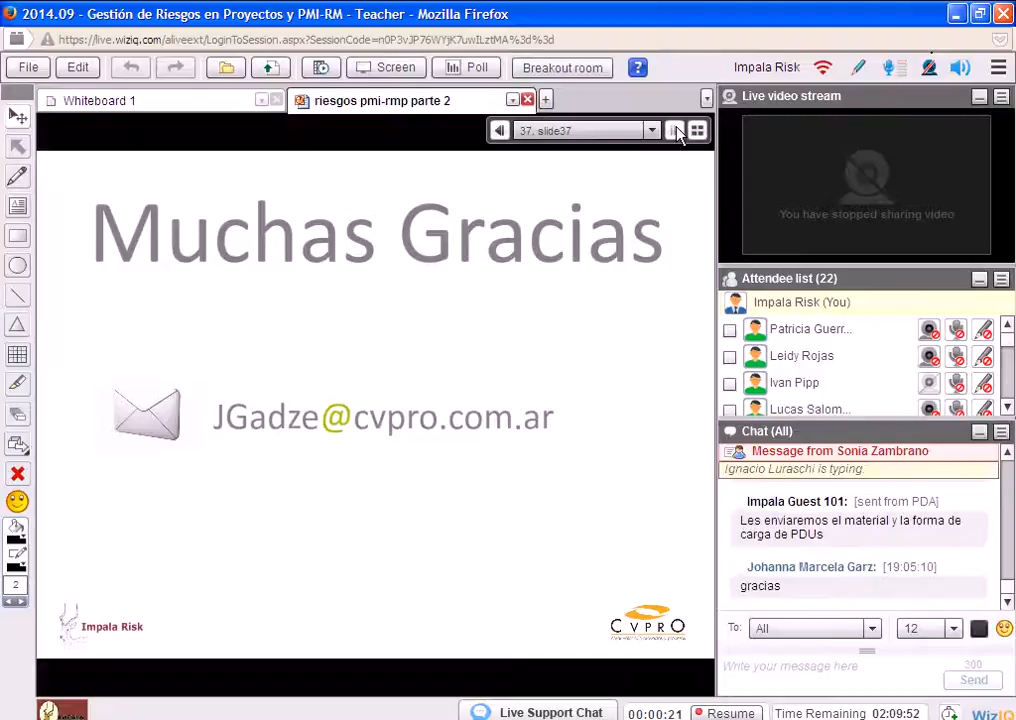 2014.09 - Gestión de Riesgos en Proyectos y PMI-RM - Teacher - Mozilla Firefox
https://live.wiziq.com/aliveext/LoginToSession.aspx?SessionCode=n0P3vJP76WYjK7uwILztMA%3d%3d
File Edit Screen Poll Breakout room ? Impala Risk
Whiteboard 1 riesgos pmi-rmp parte 2 Live video stream
37. slide37
Muchas Gracias
You have stopped sharing video
Attendee list (22)
Impala Risk (You)
Patricia Guerr...
Leidy Rojas
Ivan Pipp
Lucas Salom...
JGadze@cvpro.com.ar
Chat (All)
Message from Sonia Zambrano
Ignacio Luraschi is typing.
Impala Guest 101: [sent from PDA]
Les enviaremos el material y la forma de
carga de PDUs
Johanna Marcela Garz: [19:05:10]
gracias
2
Impala Risk
CVPRO
To: All 12
Write your message here 300
Send
Live Support Chat 00:00:21 Resume Time Remaining 02:09:52 WizIQ